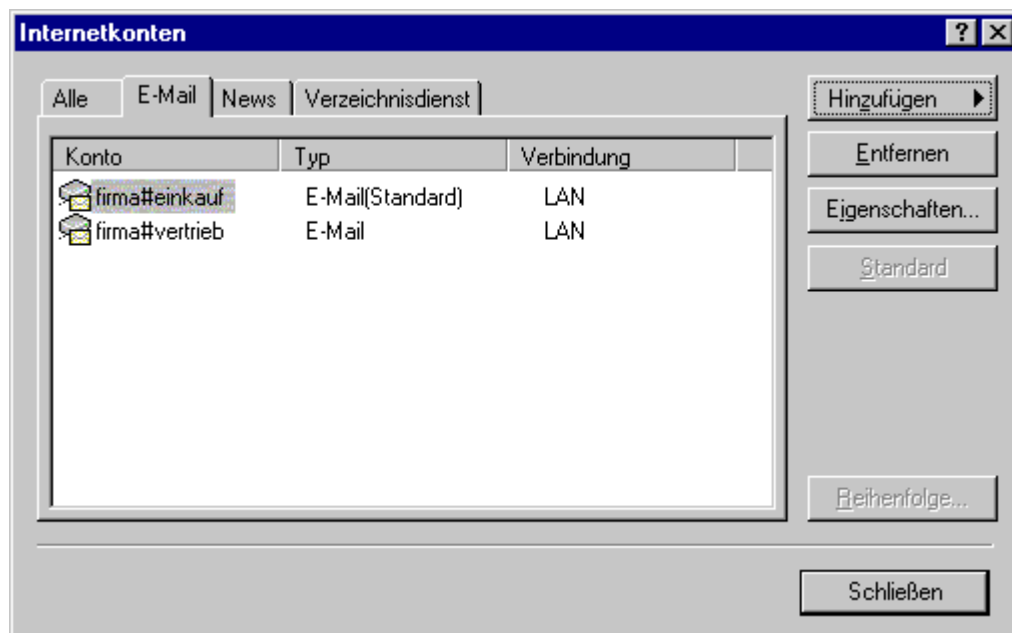 Internetkonten
Alle E-Mail News Verzeichnisdienst
Hinzufügen
Konto Typ Verbindung
Entfernen
firma#einkauf E-Mail(Standard) LAN
Eigenschaften...
firma#vertrieb E-Mail LAN
Standard
Reihenfolge...
Schließen